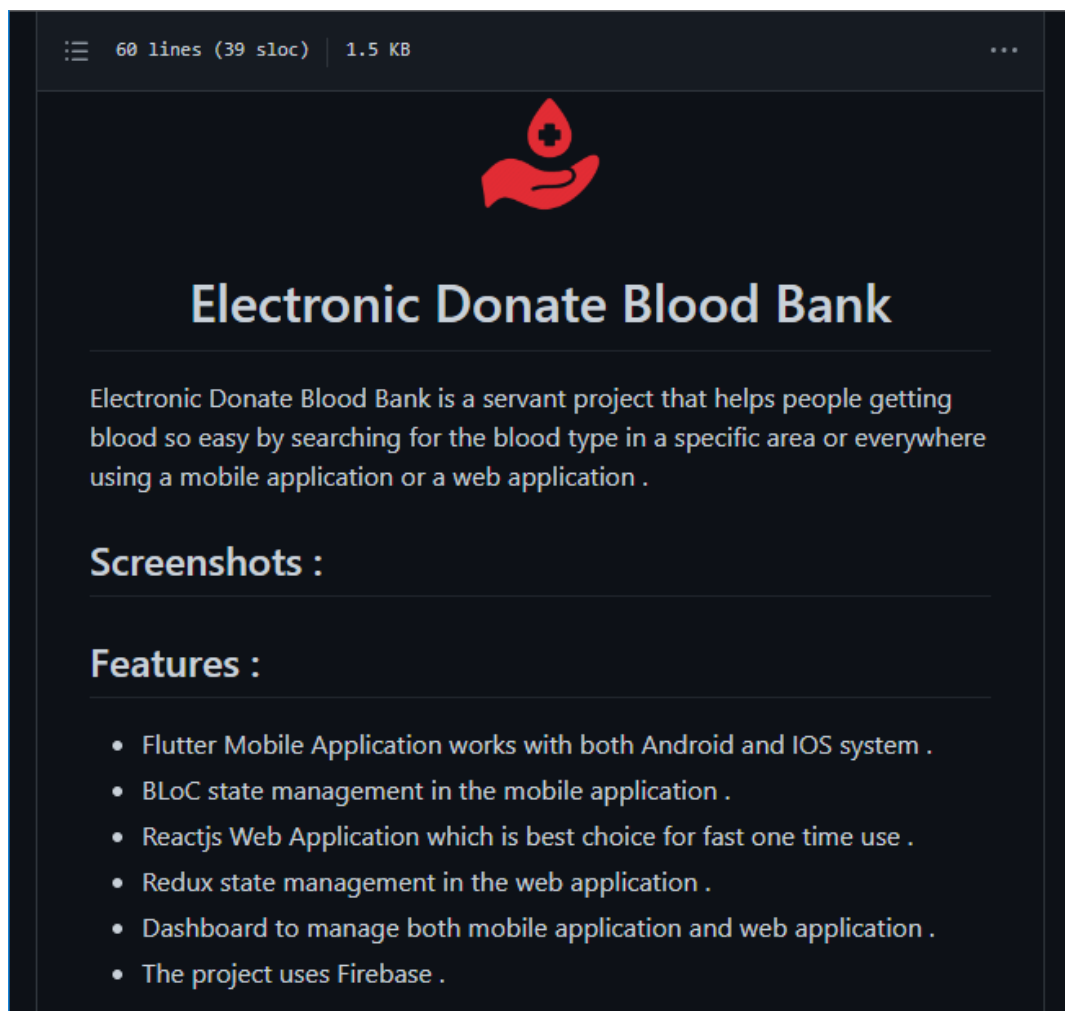 60 lines (39 sloc) 1.5 KB
Electronic Donate Blood Bank
Electronic Donate Blood Bank is a servant project that helps people getting
blood so easy by searching for the blood type in a specific area or everywhere
using a mobile application or a web application .
Screenshots :
Features :
Flutter Mobile Application works with both Android and IOS system .
BLoC state management in the mobile application .
Reactjs Web Application which is best choice for fast one time use .
Redux state management in the web application .
Dashboard to manage both mobile application and web application .
The project uses Firebase .